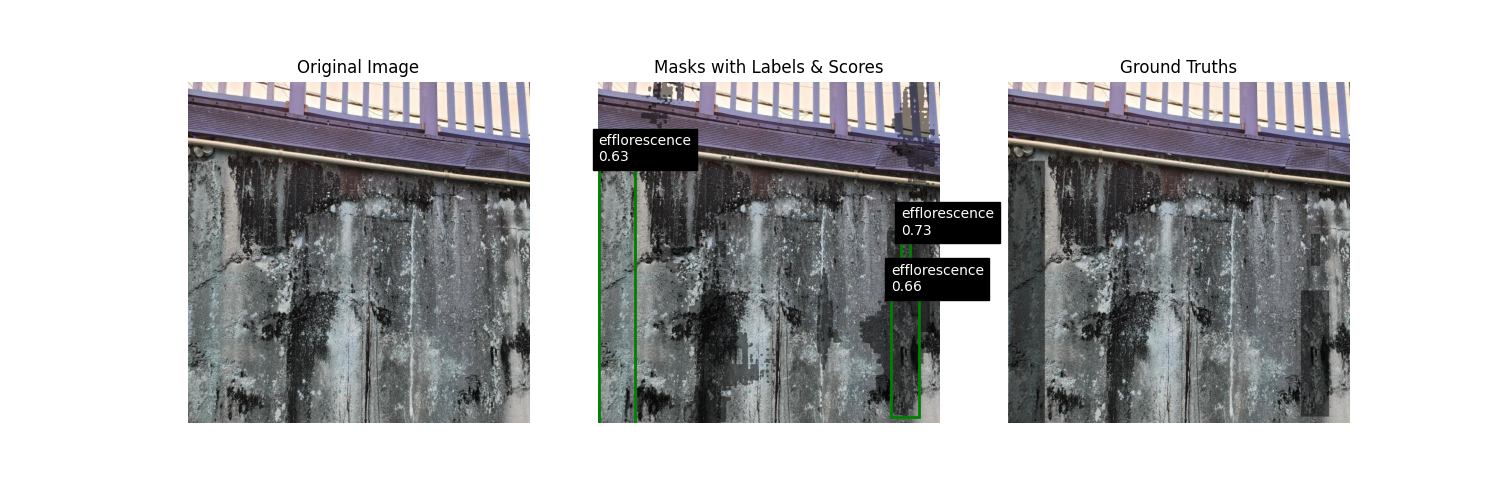 Original Image
Masks with Labels & Scores
Ground Truths
efflorescence
0.63
efflorescence
0.73
efflorescence
0.66